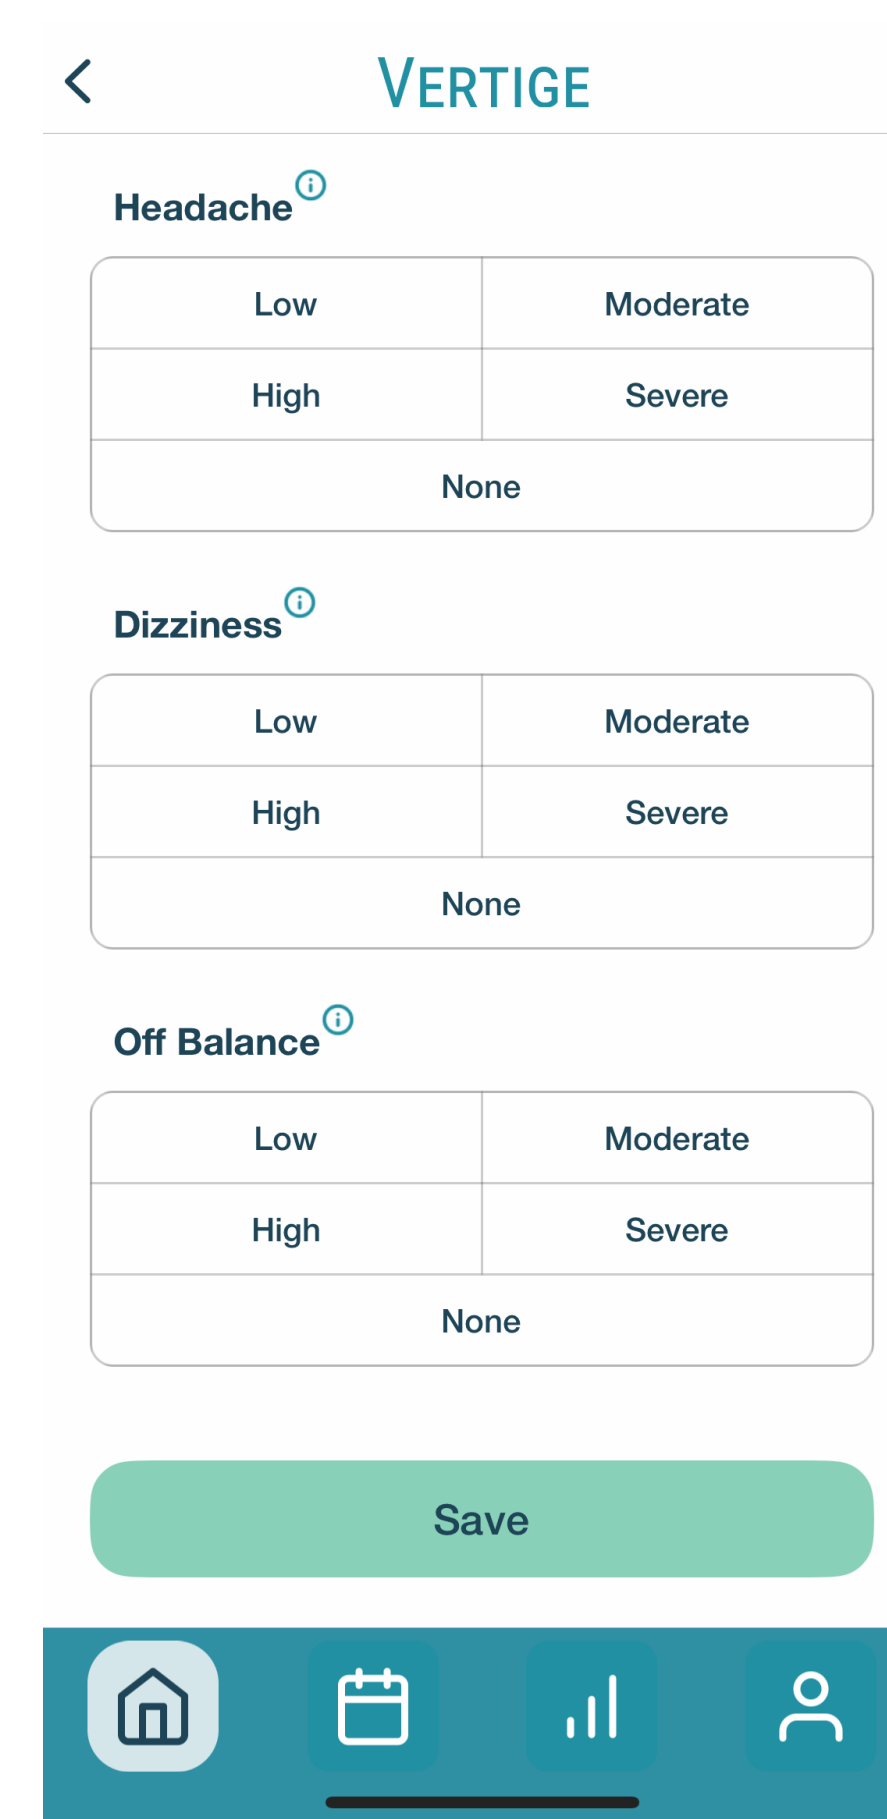 VERTIGE
Headache
Low Moderate
High Severe
None
Dizziness
Low Moderate
High Severe
None
Off Balance
Low Moderate
High Severe
None
Save